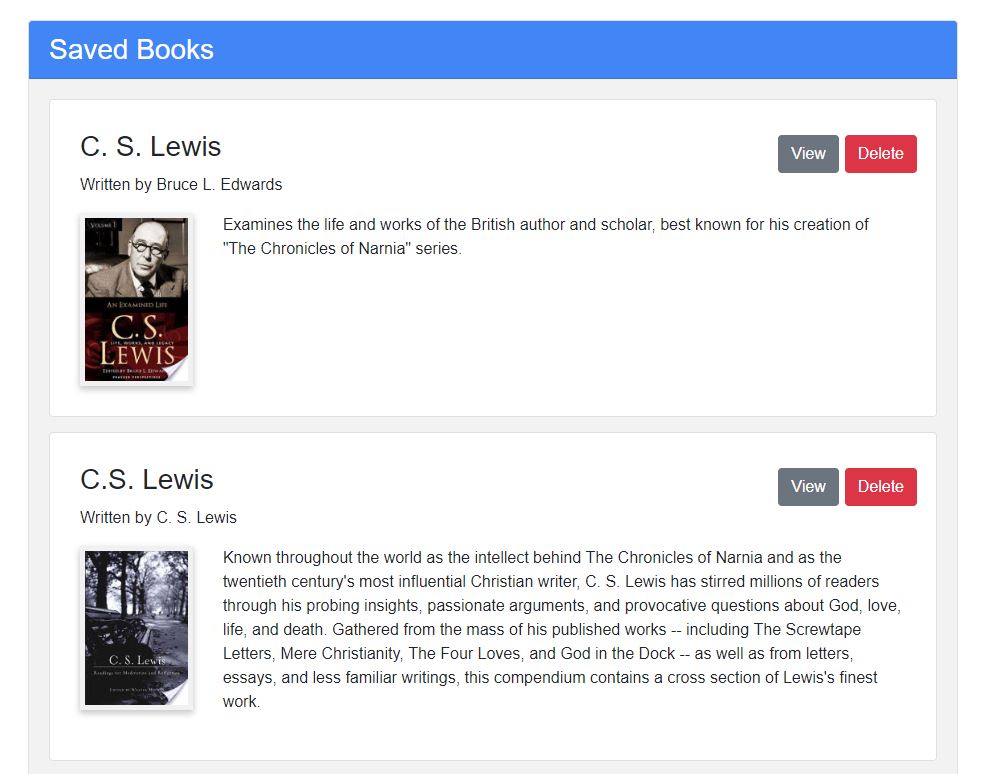 Saved Books
C. S. Lewis
View
Delete
Written by Bruce L. Edwards
VOLUME 1
AN EXAMINED LIFE
C.S.
LIFE, WORKS, AND LEGACY
LEWIS
EDITED BY BRUCE L.
Examines the life and works of the British author and scholar, best known for his creation of
"The Chronicles of Narnia" series.
C.S. Lewis
View
Delete
Written by C. S. Lewis
C. S. Lewis
Readings for Meditation and
Known throughout the world as the intellect behind The Chronicles of Narnia and as the
twentieth century's most influential Christian writer, C. S. Lewis has stirred millions of readers
through his probing insights, passionate arguments, and provocative questions about God, love,
life, and death. Gathered from the mass of his published works -- including The Screwtape
Letters, Mere Christianity, The Four Loves, and God in the Dock -- as well as from letters,
essays, and less familiar writings, this compendium contains a cross section of Lewis's finest
work.